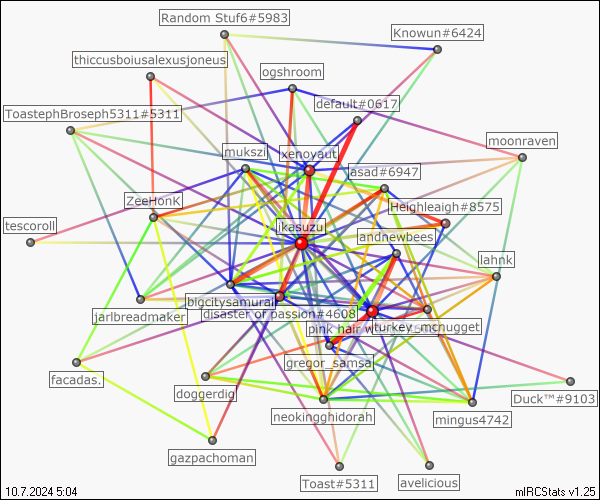 Random Stuf6#5983
Knowun#6424
thiccusboiusalexusjoneus
ogshroom
default#0617
ToastephBroseph5311#5311
moonraven
mukszi
xenoyaut
asad#6947
ZeeHonK
Heighleaigh#8575
tescoroll
ikasuzu
andnewbees
lahnk
bigcitysamurai
jarlbreadmaker
disaster of passion#4608
pink hair w
turkey_mcnugget
gregor_samsa
facadas.
doggerdig
Duck™#9103
neokingghidorah
mingus4742
gazpachoman
Toast#5311
avelicious
10.7.2024 5:04
mIRCStats v1.25